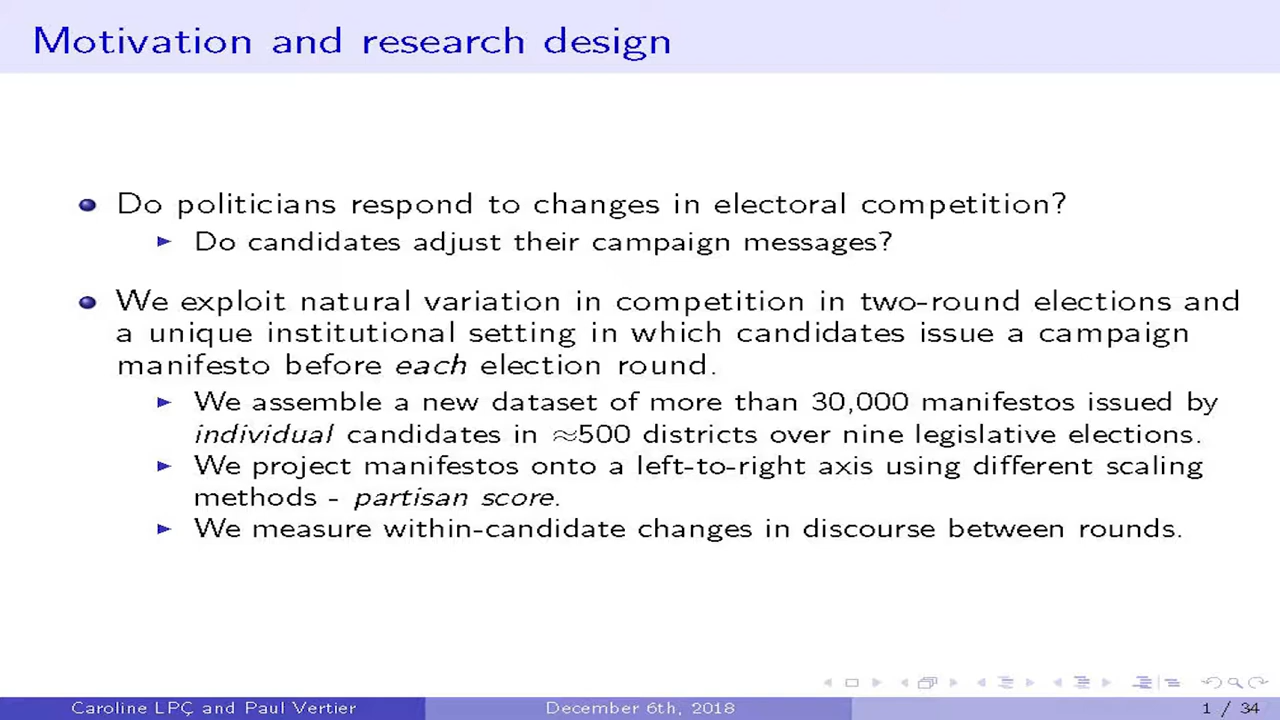 Motivation and research design
Do politicians respond to changes in electoral competition?
Do candidates adjust their campaign messages?
We exploit natural variation in competition in two-round elections and
a unique institutional setting in which candidates issue a campaign
manifesto before each election round.
We assemble a new dataset of more than 30,000 manifestos issued by
individual candidates in ≈500 districts over nine legislative elections.
We project manifestos onto a left-to-right axis using different scaling
methods - partisan score.
We measure within-candidate changes in discourse between rounds.
Caroline LPÇ and Paul Vertier
December 6th, 2018
1 / 34